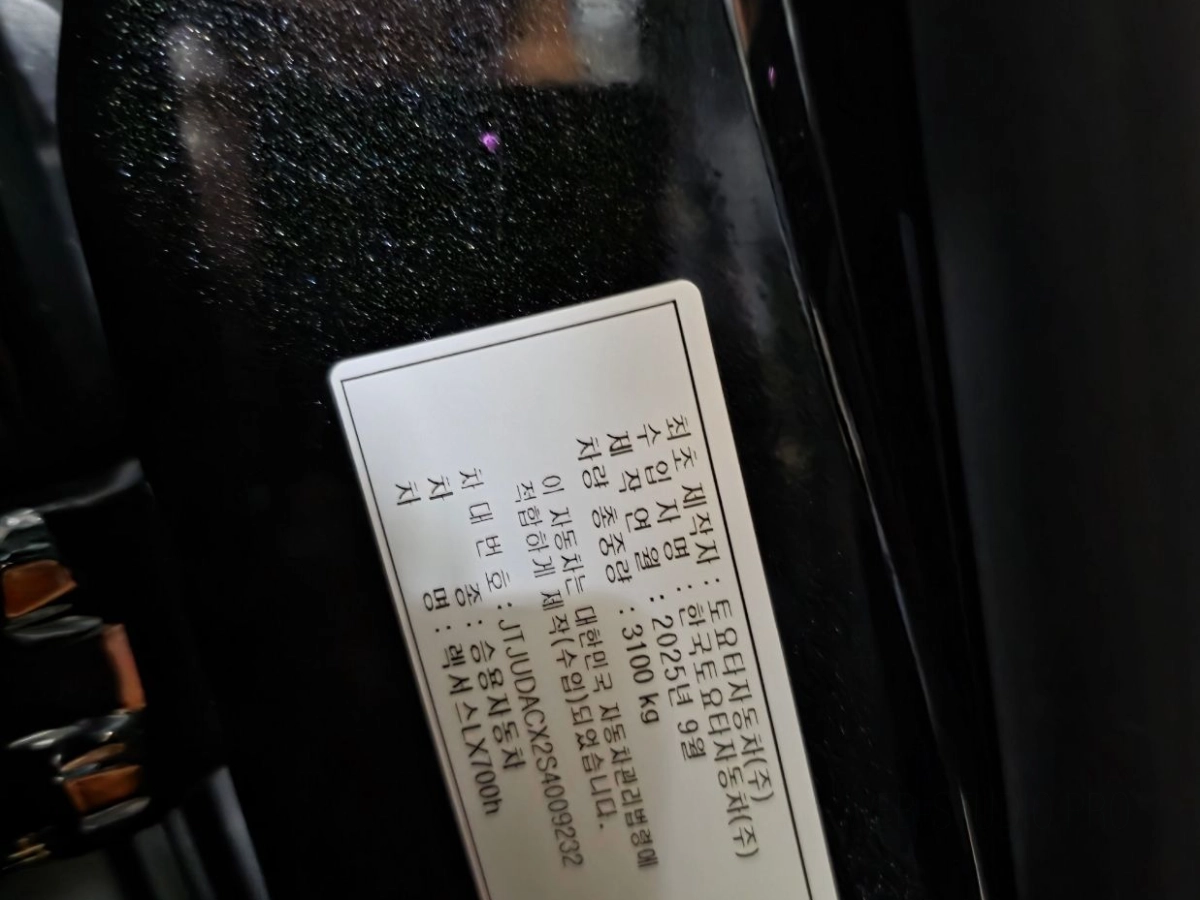 최초 제작자 : 토요타자동차(주)
수 입 자 명 : 한국토요타자동차(주)
제 작 연 월 : 2025년 9월
차량 총중량 : 3100 kg
이 자동차는 대한민국 자동차관리법령에
적합하게 제작(수입)되었습니다.
차 대 번 호 : JTJUDACX2S4009232
차 종 : 승용자동차
차 명 : 렉서스LX700h